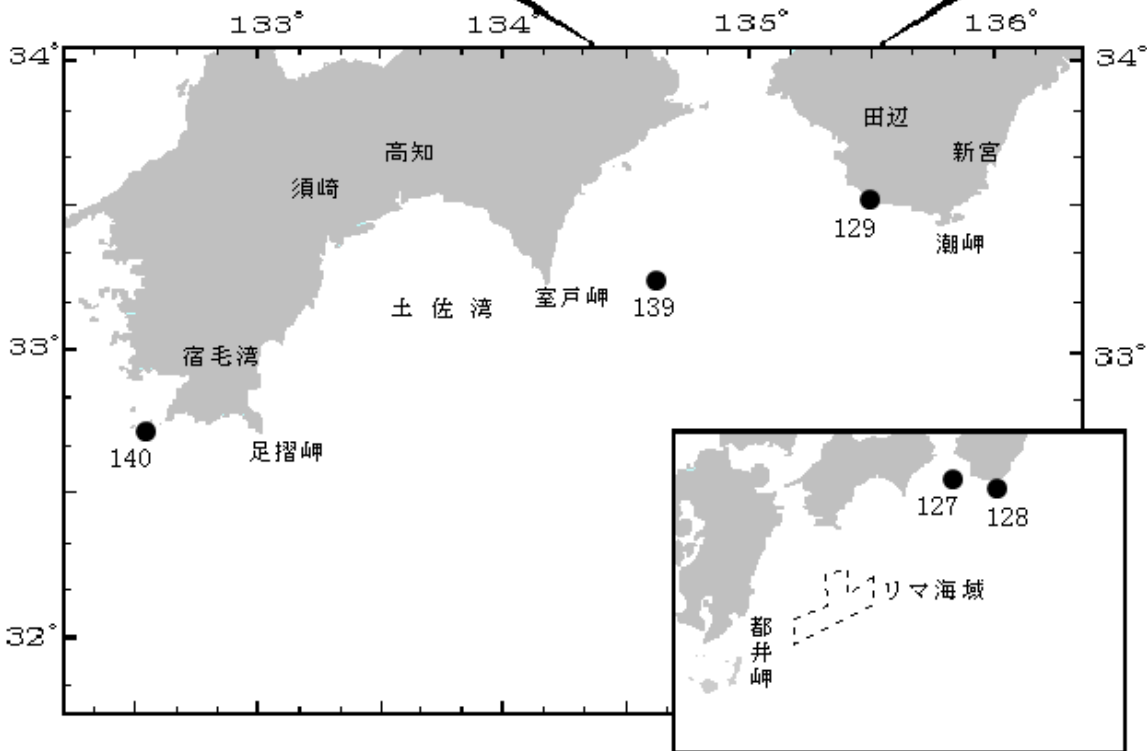 133°
134°
135°
136°
34°
34°
田辺
高知
新宮
須崎
129
潮岬
室戸岬
土佐湾
139
33°
33°
宿毛湾
足摺岬
140
127
128
リマ海域
都井岬
32°